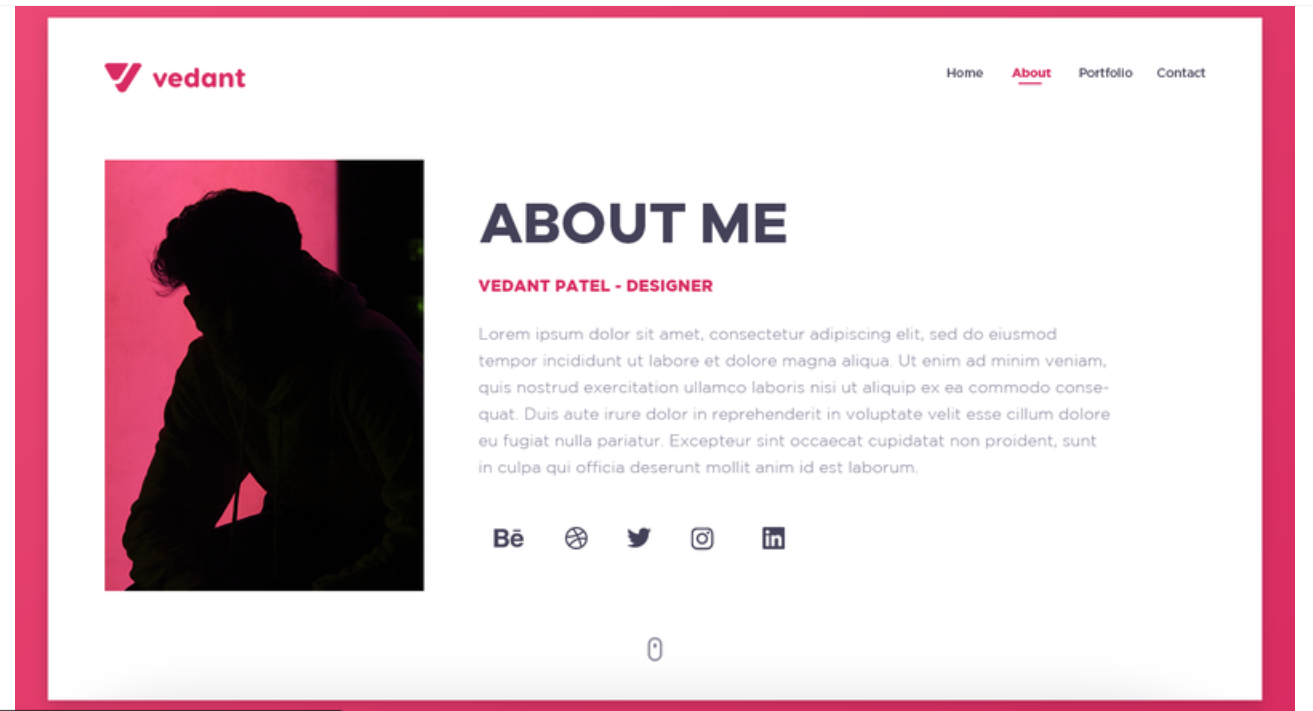 vedant
Home About Portfolio Contact
ABOUT ME
VEDANT PATEL - DESIGNER
Lorem ipsum dolor sit amet, consectetur adipiscing elit, sed do eiusmod
tempor incididunt ut labore et dolore magna aliqua. Ut enim ad minim veniam,
quis nostrud exercitation ullamco laboris nisi ut aliquip ex ea commodo conse-
quat. Duis aute irure dolor in reprehenderit in voluptate velit esse cillum dolore
eu fugiat nulla pariatur. Excepteur sint occaecat cupidatat non proident, sunt
in culpa qui officia deserunt mollit anim id est laborum.
Bē in